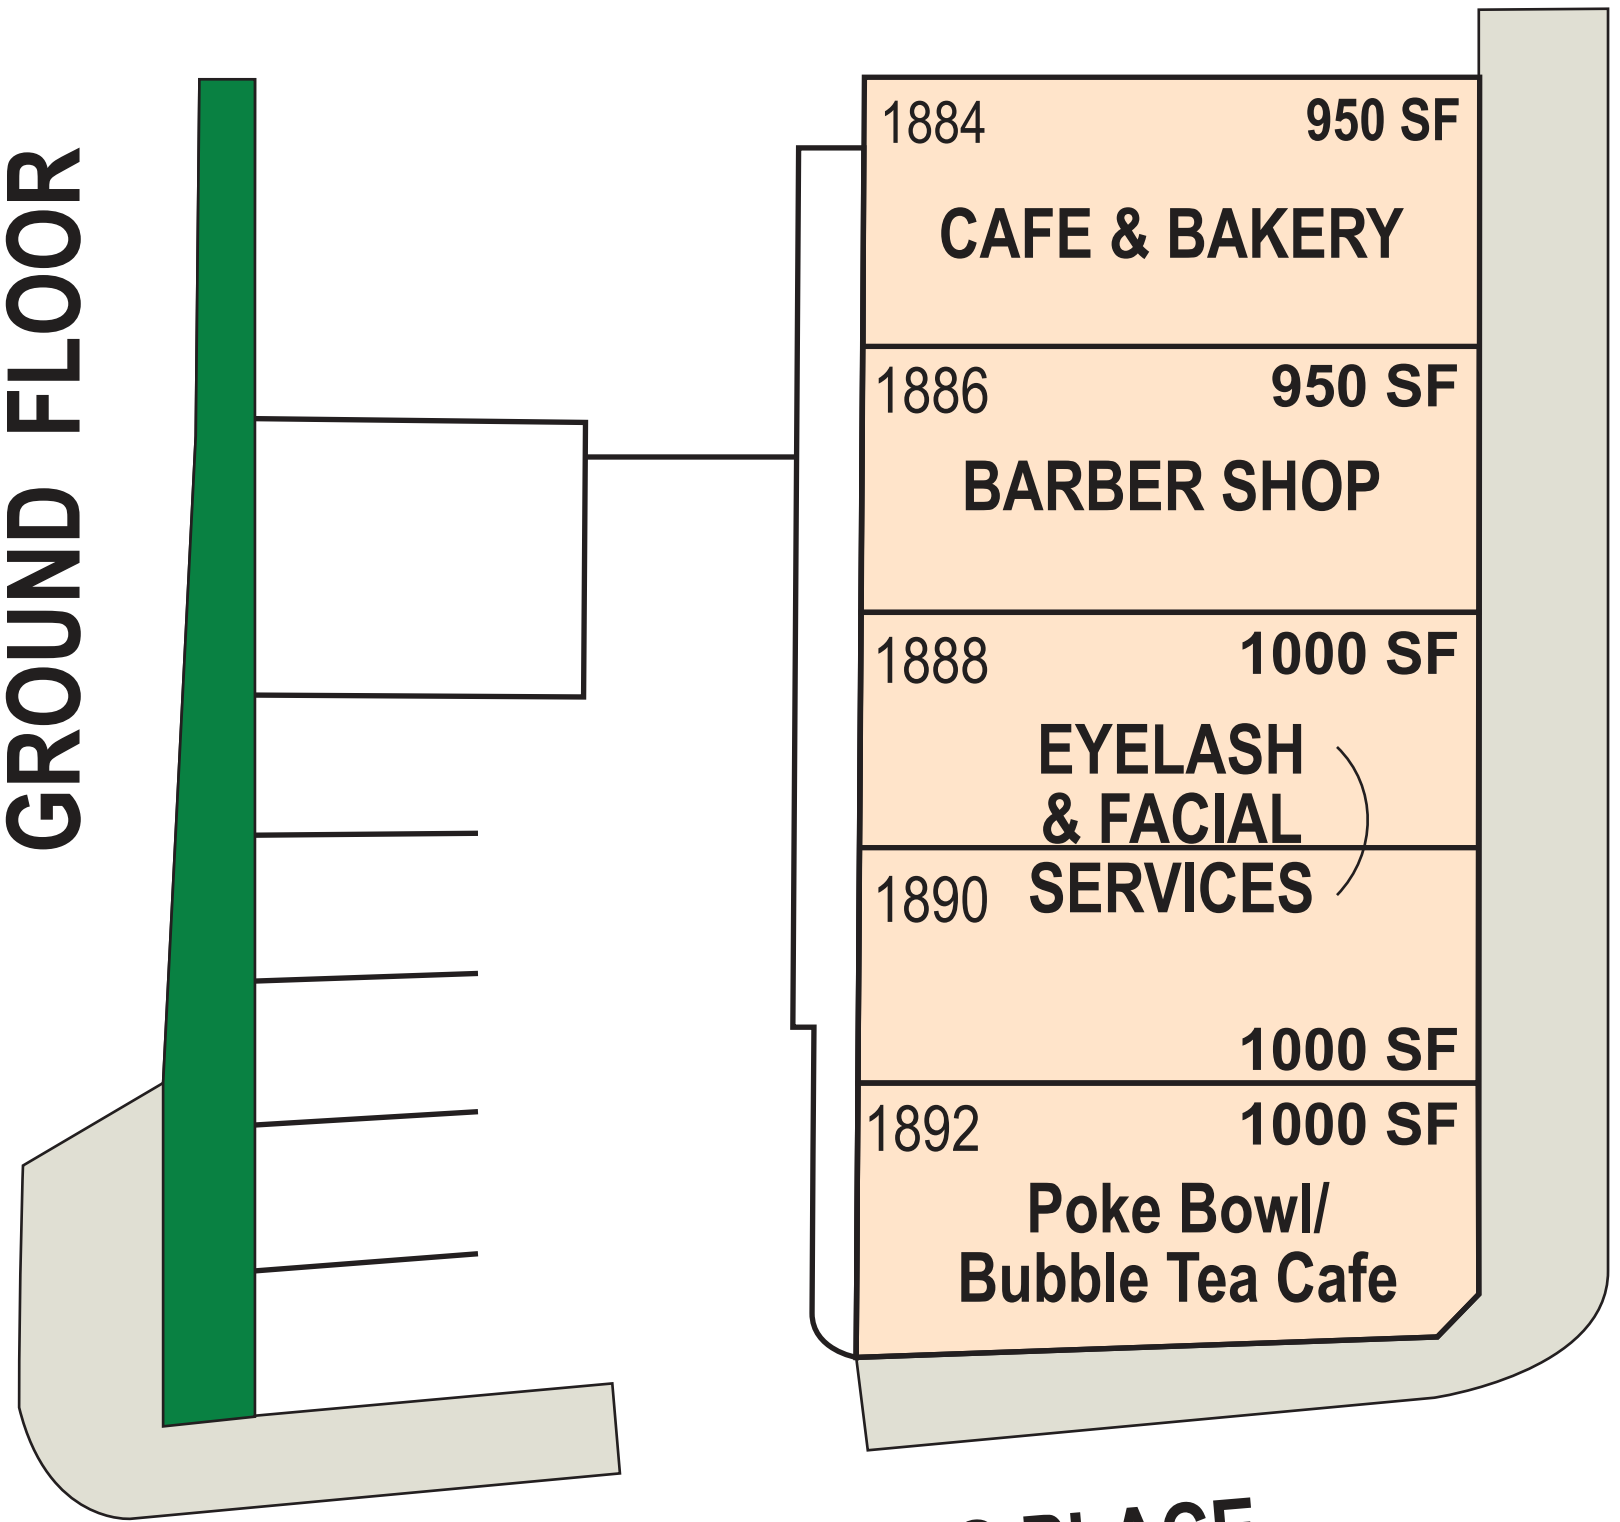 GROUND FLOOR
1884 950 SF
CAFE & BAKERY
1886 950 SF
BARBER SHOP
1888 1000 SF
EYELASH
& FACIAL
SERVICES
1890
1000 SF
1892 1000 SF
Poke Bowl/
Bubble Tea Cafe
PLACE